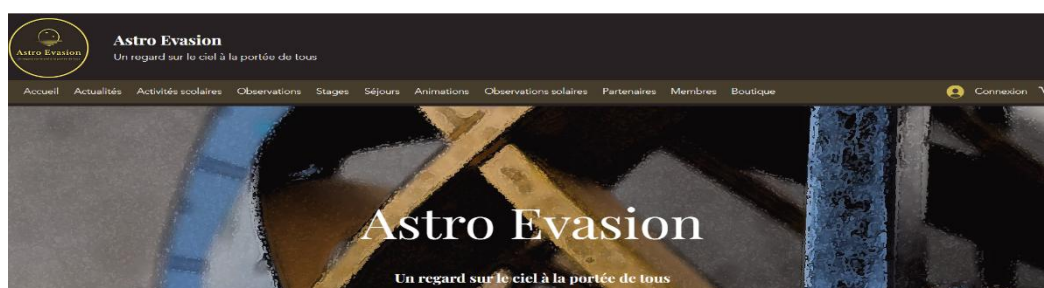 Astro Evasion
Astro Evasion
Un regard sur le ciel à la portée de tous
Accueil Actualités Activités scolaires Observations Stages Séjours Animations Observations solaires Partenaires Membres Boutique Connexion
Astro Evasion
Un regard sur le ciel à la portée de tous